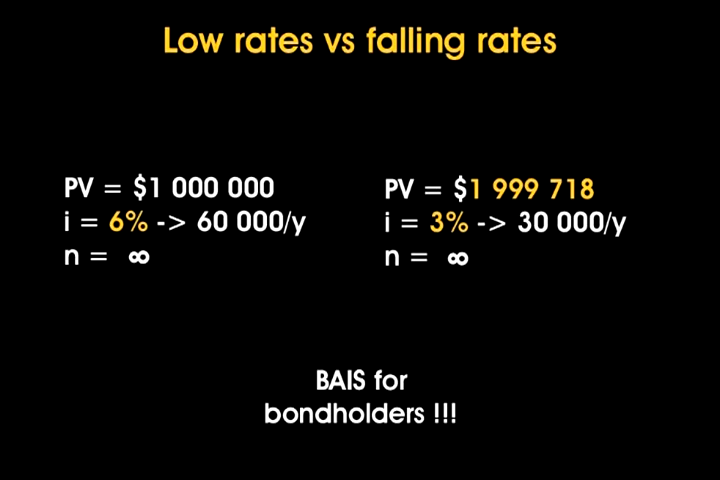 Low rates vs falling rates
PV = $1 000 000
i = 6% -> 60 000/y
n = ∞
PV = $1 999 718
i = 3% -> 30 000/y
n = ∞
BAIS for
bondholders !!!